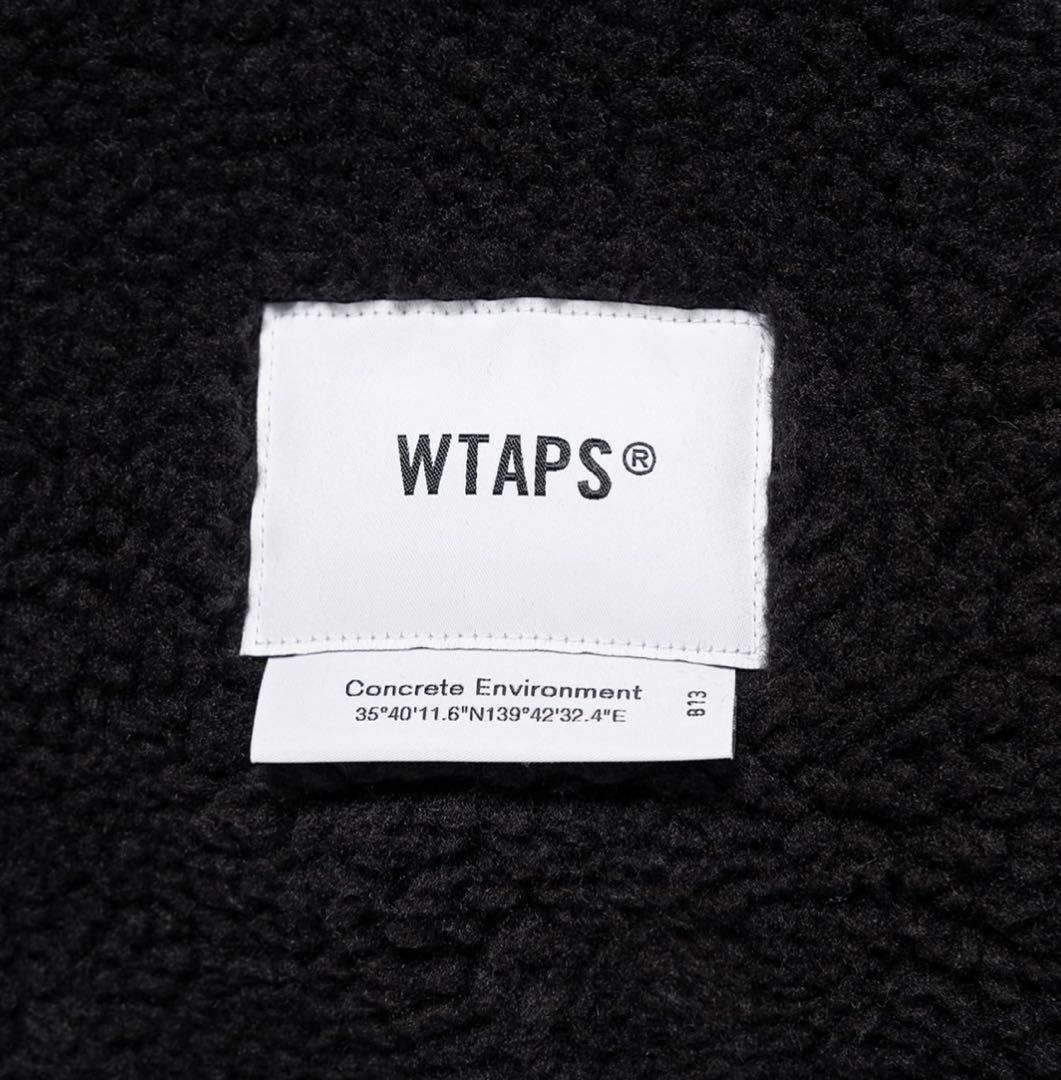 WTAPS®
Concrete Environment
35°40'11.6"N139°42'32.4"E
B13